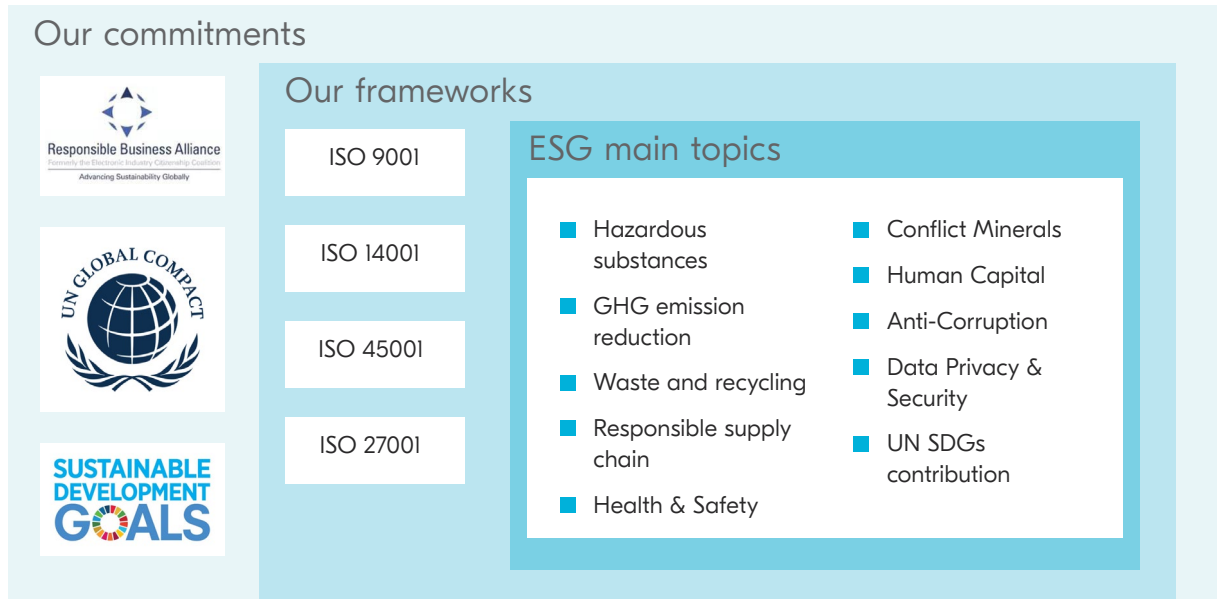 Our commitments
Responsible Business Alliance
Formerly the Electronic Industry Citizenship Coalition
Advancing Sustainability Globally
UN GLOBAL COMPACT
SUSTAINABLE
DEVELOPMENT
GOALS
Our frameworks
ISO 9001
ISO 14001
ISO 45001
ISO 27001
ESG main topics
Hazardous
substances
GHG emission
reduction
Waste and recycling
Responsible supply
chain
Health & Safety
Conflict Minerals
Human Capital
Anti-Corruption
Data Privacy &
Security
UN SDGs
contribution